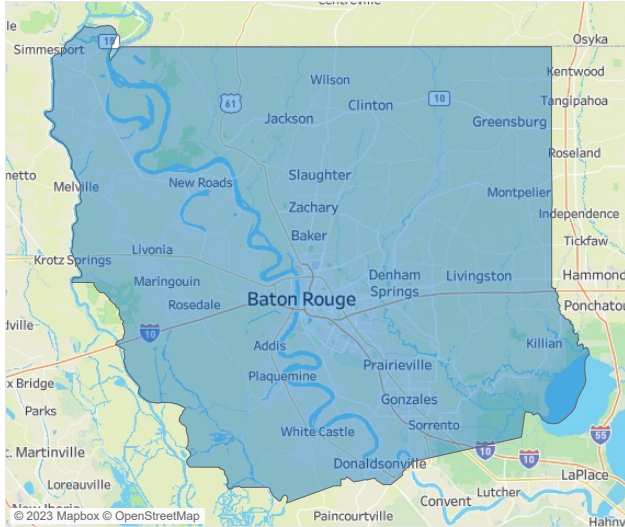 Centreville
Osyka
Simmesport
15
Kentwood
Wilson
10
Tangipahoa
61
Clinton
Jackson
Greensburg
Roseland
Slaughter
Melville
New Roads
Montpelier
Zachary
Independence
Baker
Tickfaw
Livonia
Krotz Springs
Denham
Springs
Livingston
Hammond
Maringouin
Baton Rouge
Rosedale
Ponchatou
dville
10
Killian
Addis
Prairieville
Plaquemine
x Bridge
Gonzales
Parks
Sorrento
White Castle
55
10
10
t. Martinville
Donaldsonville
LaPlace
Loreauville
Lutcher
Convent
© 2023 Mapbox © OpenStreetMap
Paincourtville
Hahnv